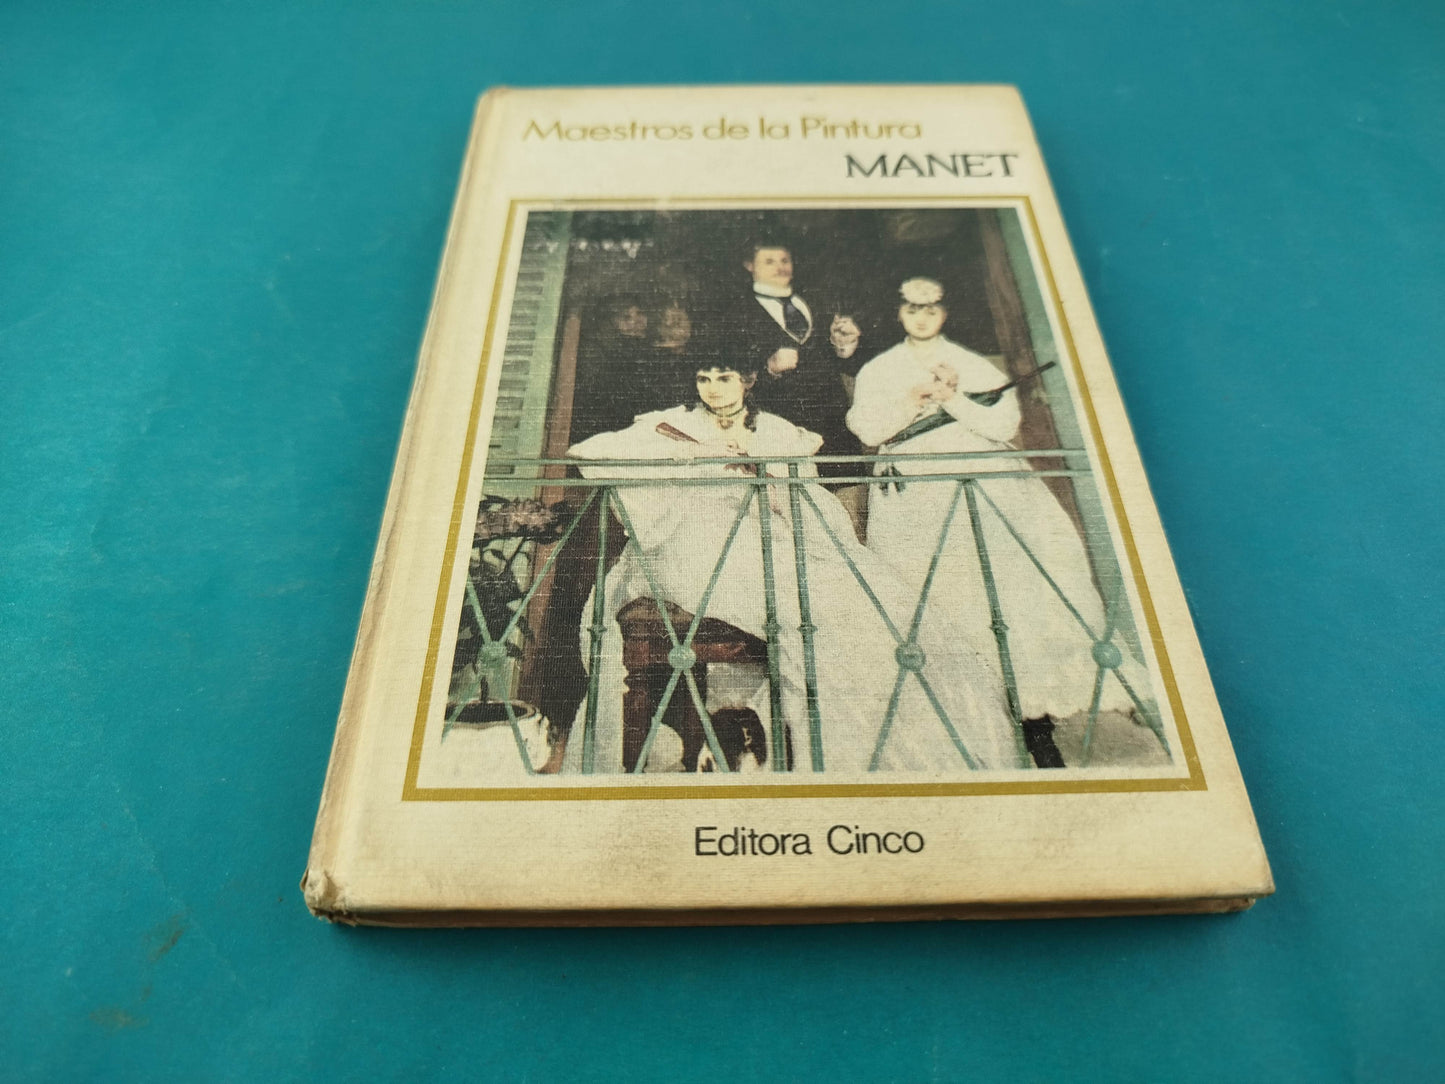 Maestros de la Pintura
MANET
Editora Cinco